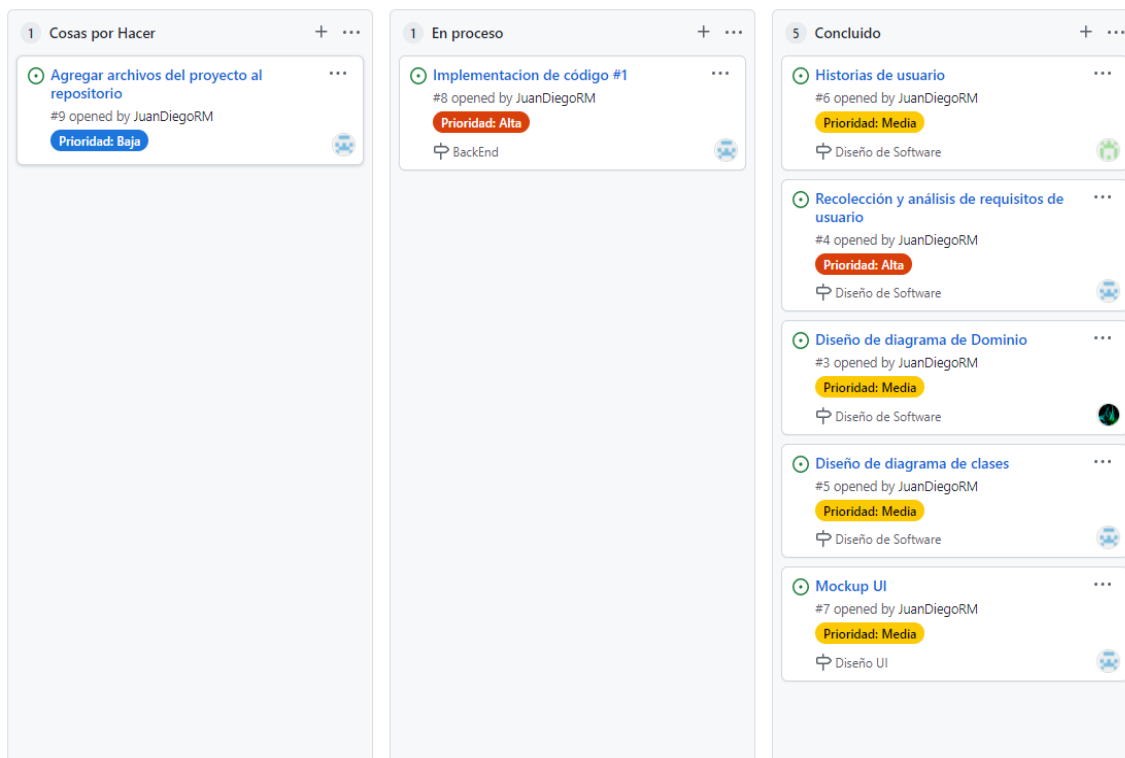 1 Cosas por Hacer
Agregar archivos del proyecto al
repositorio
#9 opened by JuanDiegoRM
Prioridad: Baja
1 En proceso
Implementacion de código #1
#8 opened by JuanDiegoRM
Prioridad: Alta
BackEnd
5 Concluido
Historias de usuario
#6 opened by JuanDiegoRM
Prioridad: Media
Diseño de Software
Recolección y análisis de requisitos de
usuario
#4 opened by JuanDiegoRM
Prioridad: Alta
Diseño de Software
Diseño de diagrama de Dominio
#3 opened by JuanDiegoRM
Prioridad: Media
Diseño de Software
Diseño de diagrama de clases
#5 opened by JuanDiegoRM
Prioridad: Media
Diseño de Software
Mockup UI
#7 opened by JuanDiegoRM
Prioridad: Media
Diseño UI